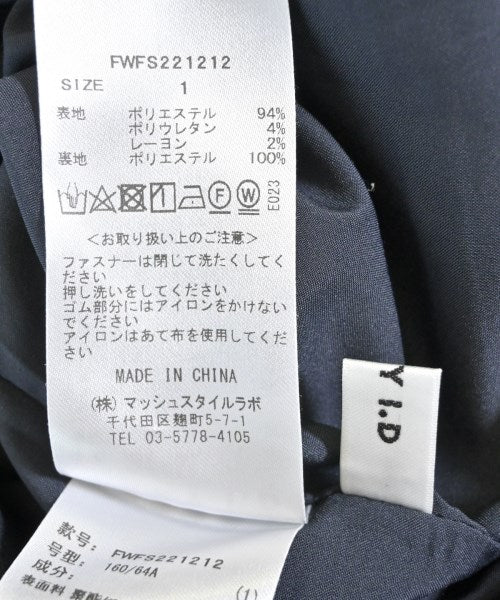 FWFS221212
SIZE 1
表地 ポリエステル 94%
ポリウレタン 4%
レーヨン 2%
裏地 ポリエステル 100%
F W E023
<お取り扱い上のご注意>
ファスナーは閉じて洗たくしてく
ださい
押し洗いをしてください
ゴム部分にはアイロンをかけない
でください
アイロンはあて布を使用してくだ
さい
MADE IN CHINA
(株) マッシュスタイルラボ
千代田区麹町5-7-1
TEL 03-5778-4105
Y I.D
款号: FWFS221212
号型: 160/64A
成分:
表面料 聚酯
(1)